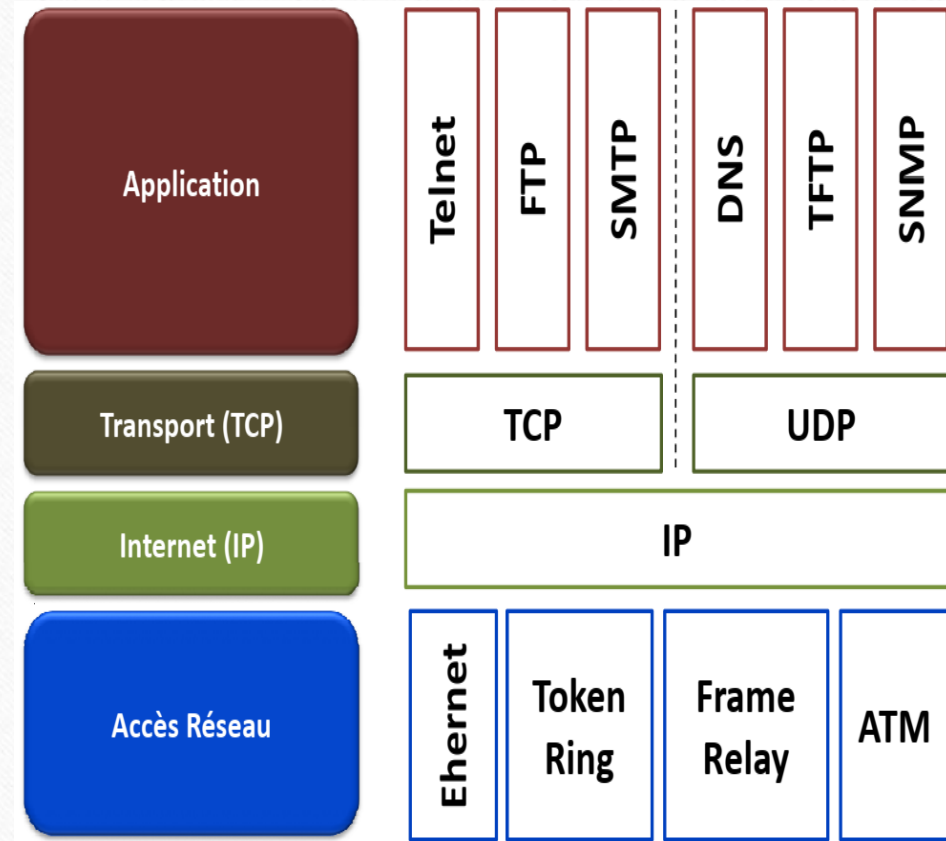 Application
Telnet
FTP
SMTP
DNS
TFTP
SNMP
Transport (TCP)
TCP
UDP
Internet (IP)
IP
Accès Réseau
Ehernet
Token
Ring
Frame
Relay
ATM